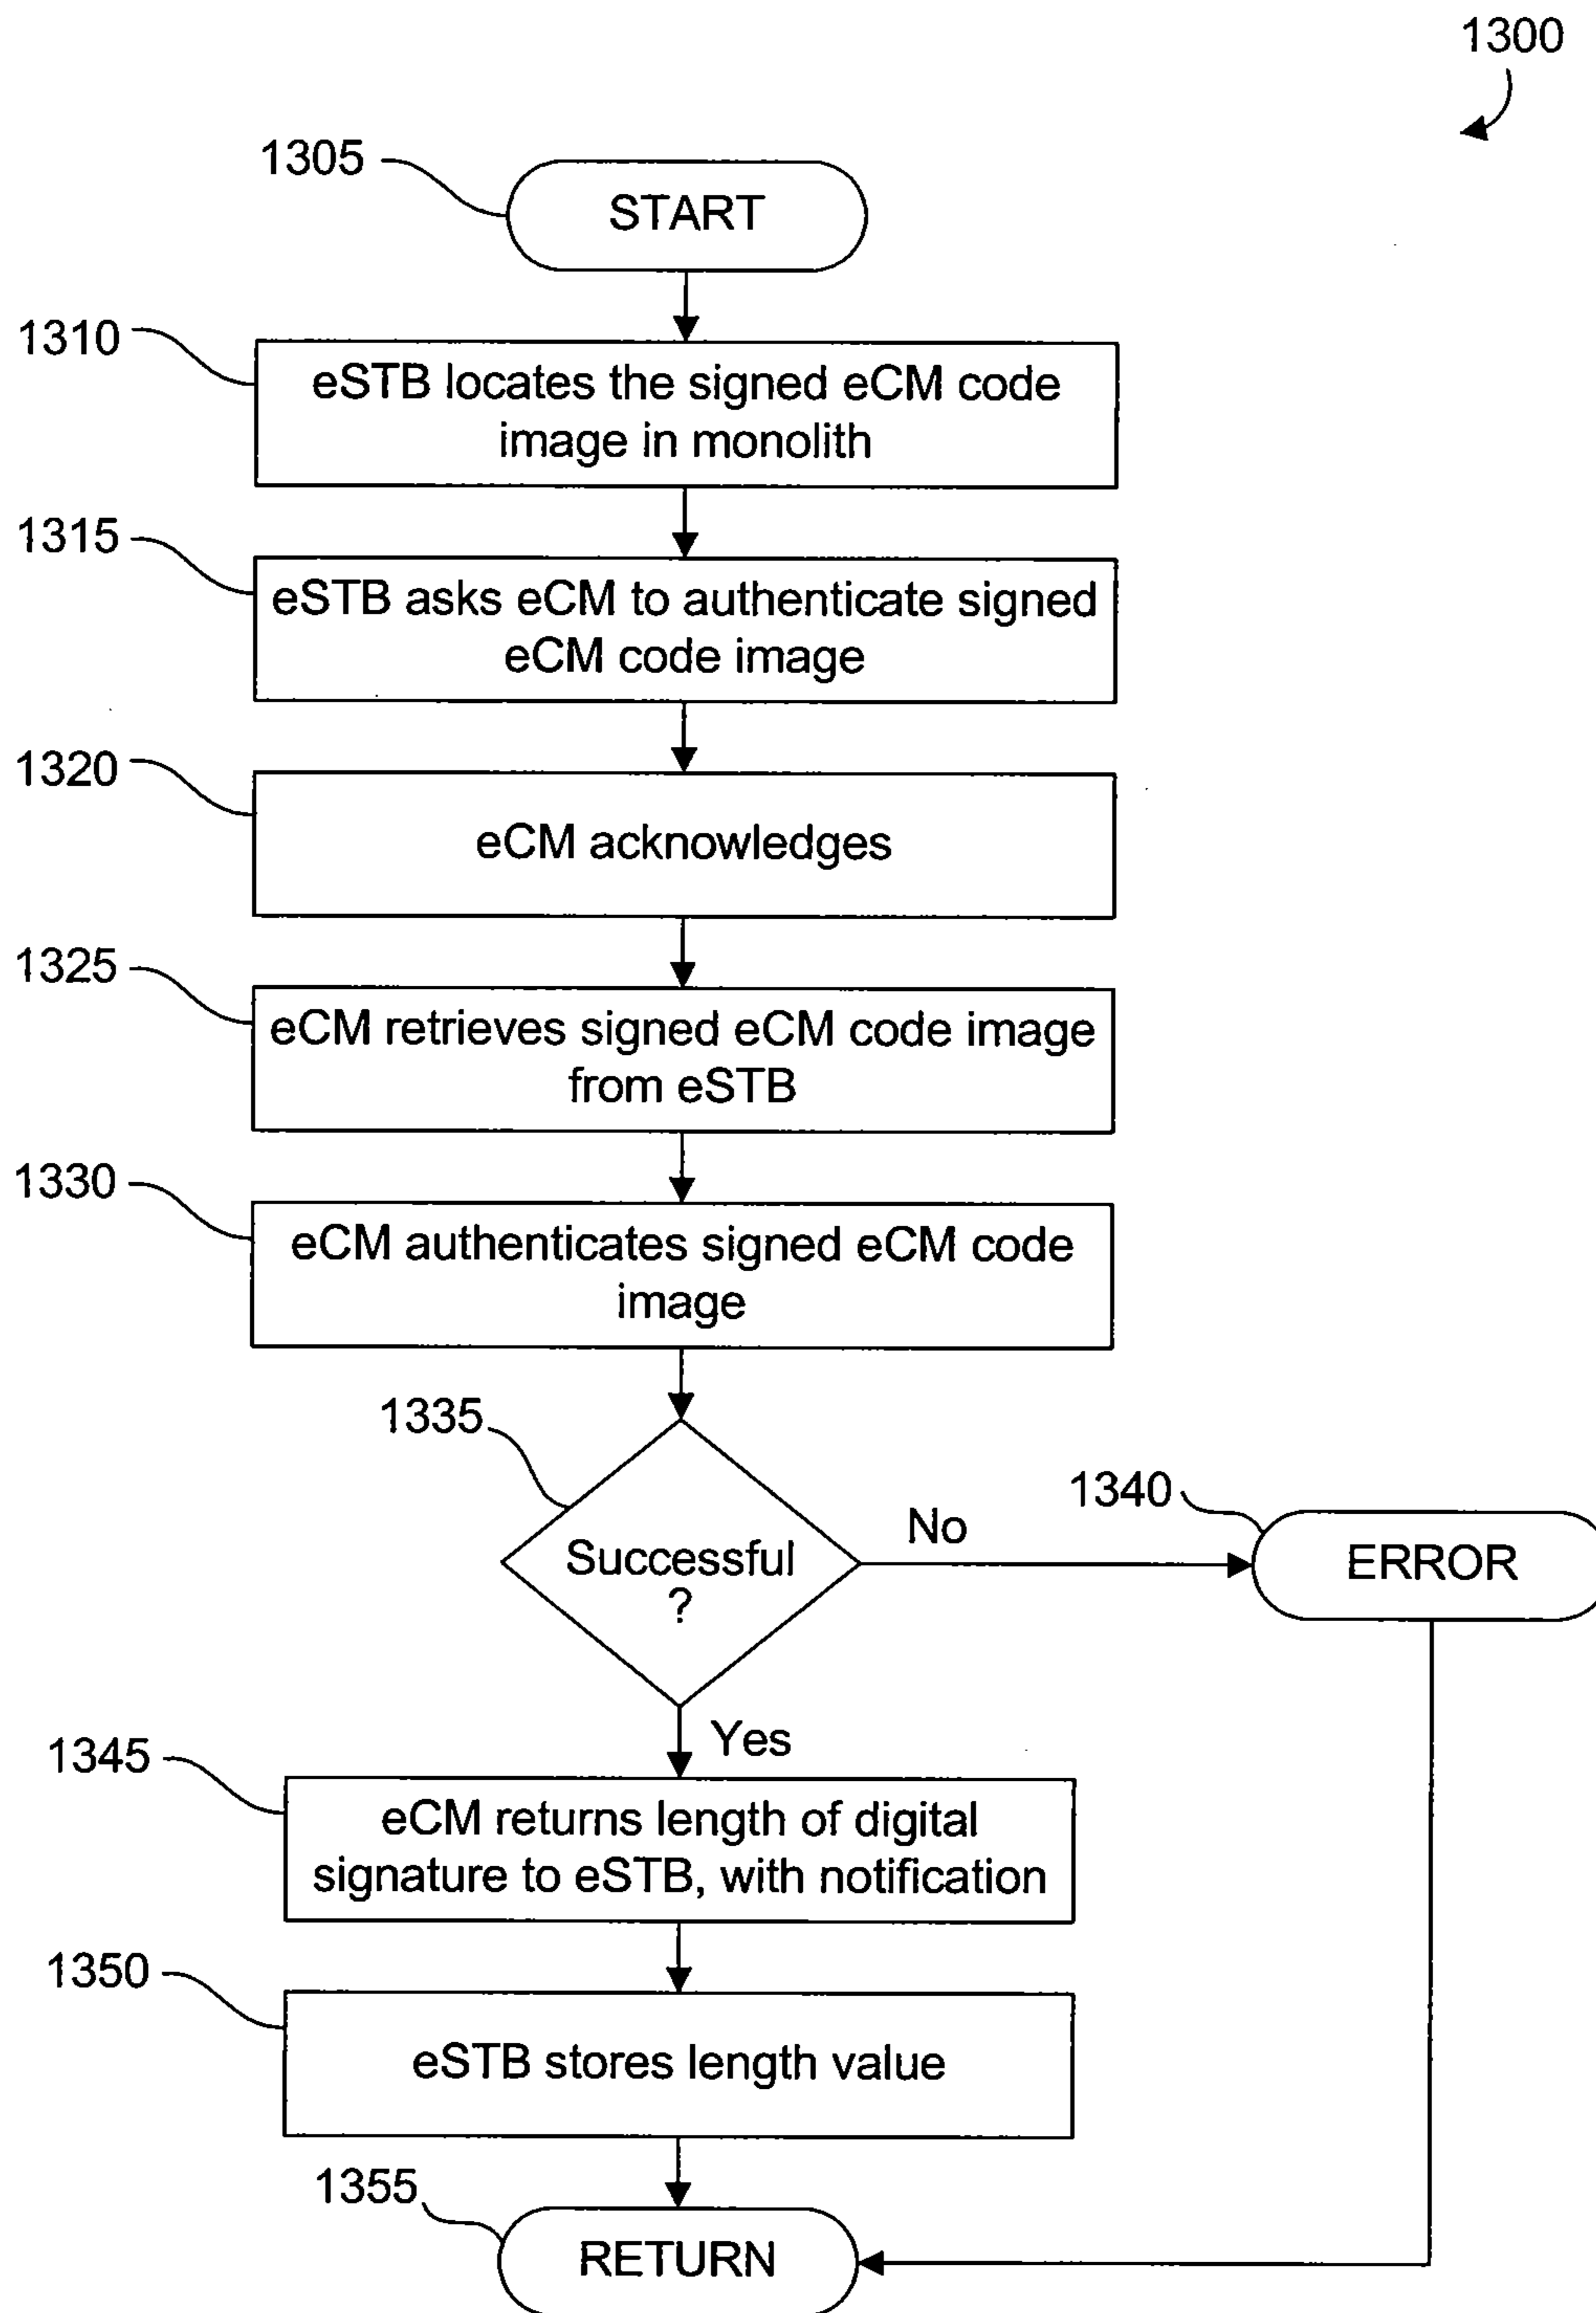 1300
1305
START
1310
eSTB locates the signed eCM code
image in monolith
1315
eSTB asks eCM to authenticate signed
eCM code image
1320
eCM acknowledges
1325
eCM retrieves signed eCM code image
from eSTB
1330
eCM authenticates signed eCM code
image
1335
Successful
?
No
1340
ERROR
Yes
1345
eCM returns length of digital
signature to eSTB, with notification
1350
eSTB stores length value
1355
RETURN